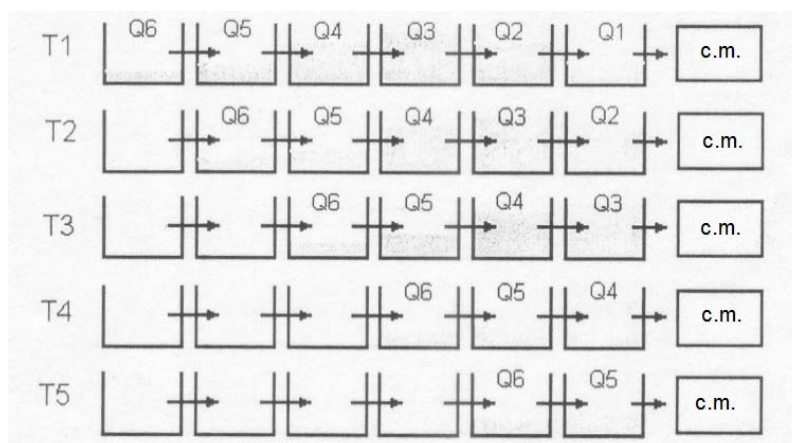 T1 Q6 Q5 Q4 Q3 Q2 Q1 c.m.
T2 Q6 Q5 Q4 Q3 Q2 c.m.
T3 Q6 Q5 Q4 Q3 c.m.
T4 Q6 Q5 Q4 c.m.
T5 Q6 Q5 c.m.